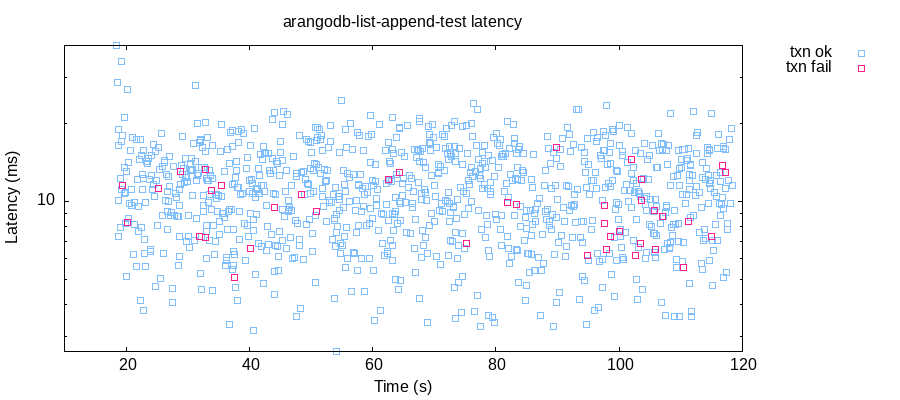 arangodb-list-append-test latency
txn ok
txn fail
Latency (ms)
10
20
40
60
80
100
120
Time (s)